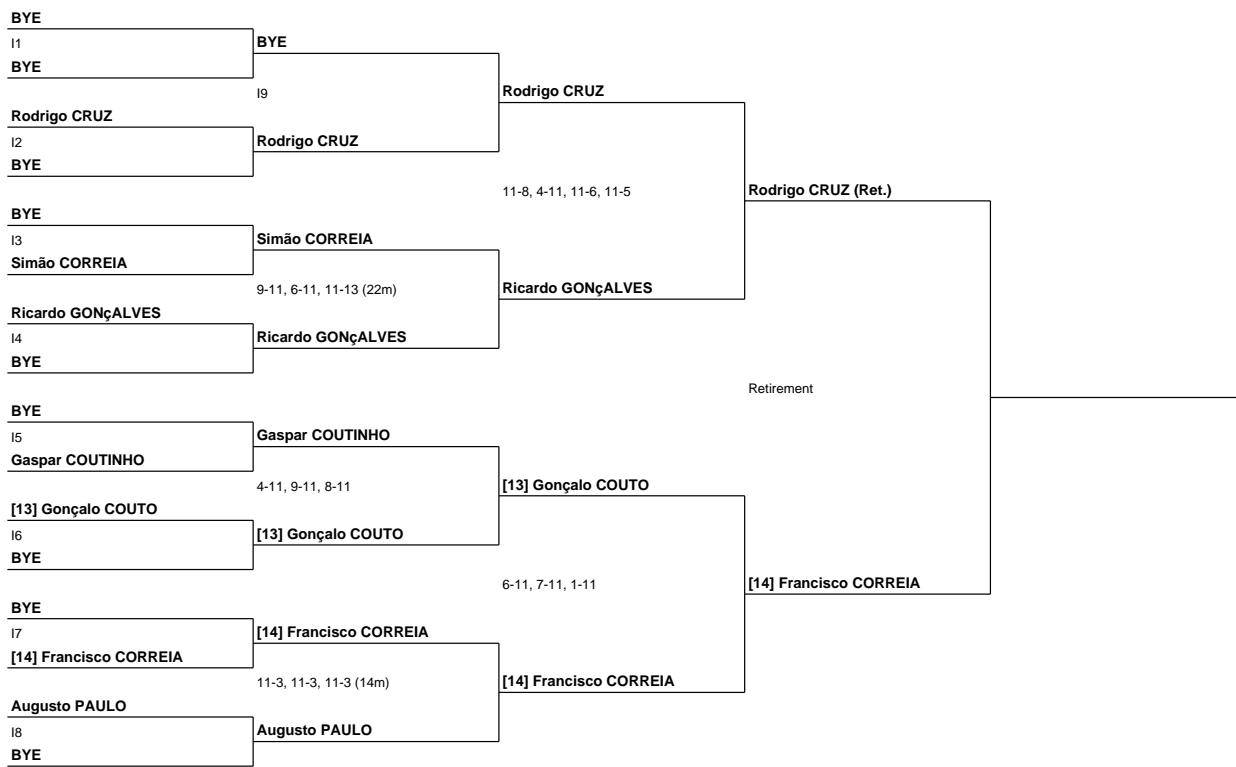 BYE
I1
BYE
BYE
I9
Rodrigo CRUZ
Rodrigo CRUZ
I2
Rodrigo CRUZ
BYE
11-8, 4-11, 11-6, 11-5
Rodrigo CRUZ (Ret.)
BYE
I3
Simão CORREIA
Simão CORREIA
9-11, 6-11, 11-13 (22m)
Ricardo GONçALVES
Ricardo GONçALVES
I4
Ricardo GONçALVES
BYE
Retirement
BYE
I5
Gaspar COUTINHO
Gaspar COUTINHO
4-11, 9-11, 8-11
[13] Gonçalo COUTO
[13] Gonçalo COUTO
I6
[13] Gonçalo COUTO
BYE
6-11, 7-11, 1-11
[14] Francisco CORREIA
BYE
I7
[14] Francisco CORREIA
[14] Francisco CORREIA
11-3, 11-3, 11-3 (14m)
[14] Francisco CORREIA
Augusto PAULO
I8
Augusto PAULO
BYE